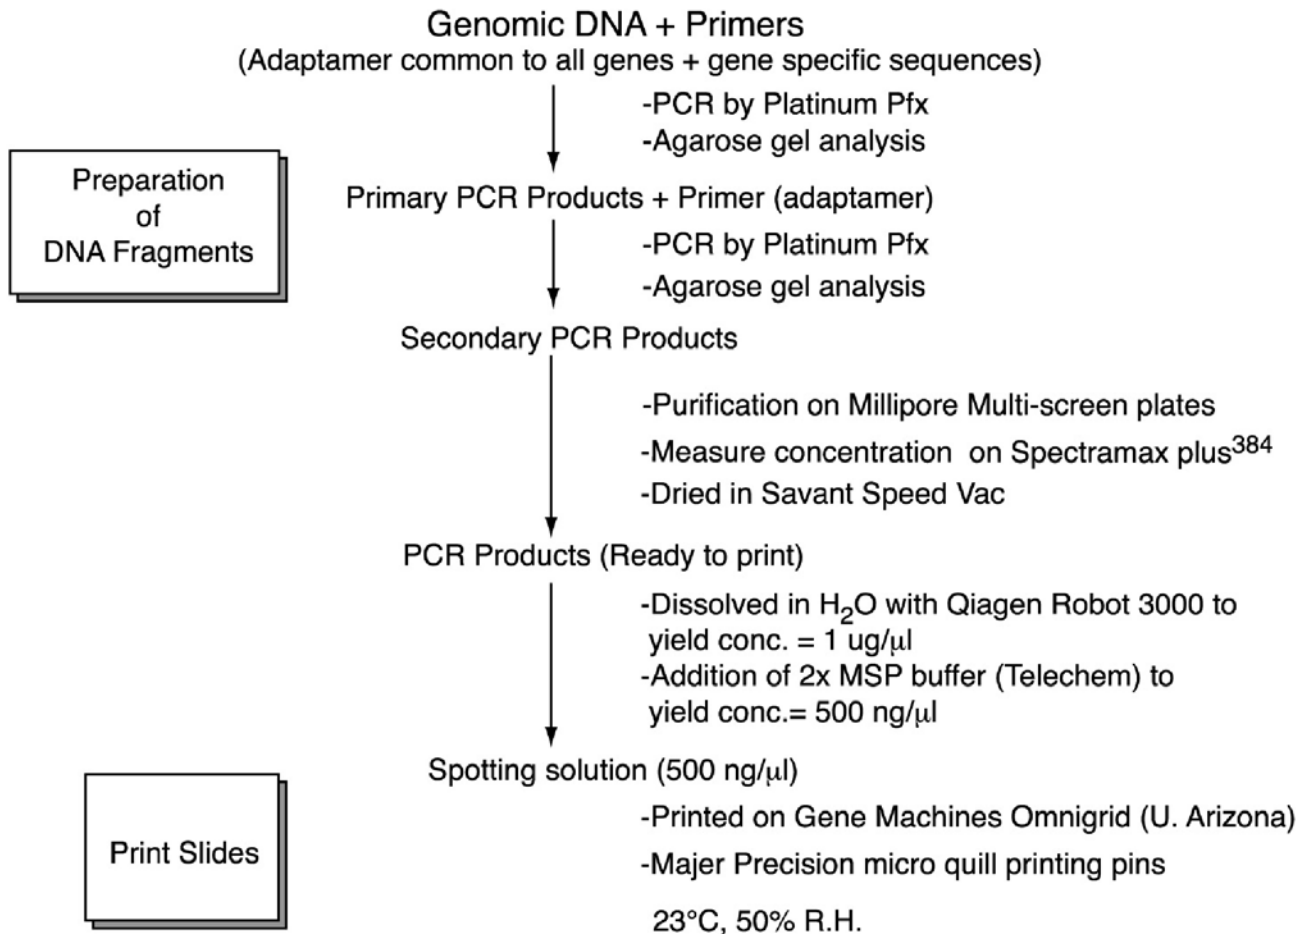 Genomic DNA + Primers
(Adaptamer common to all genes + gene specific sequences)
-PCR by Platinum Pfx
-Agarose gel analysis
Preparation
of
DNA Fragments
Primary PCR Products + Primer (adaptamer)
-PCR by Platinum Pfx
-Agarose gel analysis
Secondary PCR Products
-Purification on Millipore Multi-screen plates
-Measure concentration on Spectramax plus³⁸⁴
-Dried in Savant Speed Vac
PCR Products (Ready to print)
-Dissolved in H₂O with Qiagen Robot 3000 to
yield conc. = 1 ug/μl
-Addition of 2x MSP buffer (Telechem) to
yield conc.= 500 ng/μl
Spotting solution (500 ng/μl)
-Printed on Gene Machines Omnigrid (U. Arizona)
Print Slides
-Majer Precision micro quill printing pins
23°C, 50% R.H.